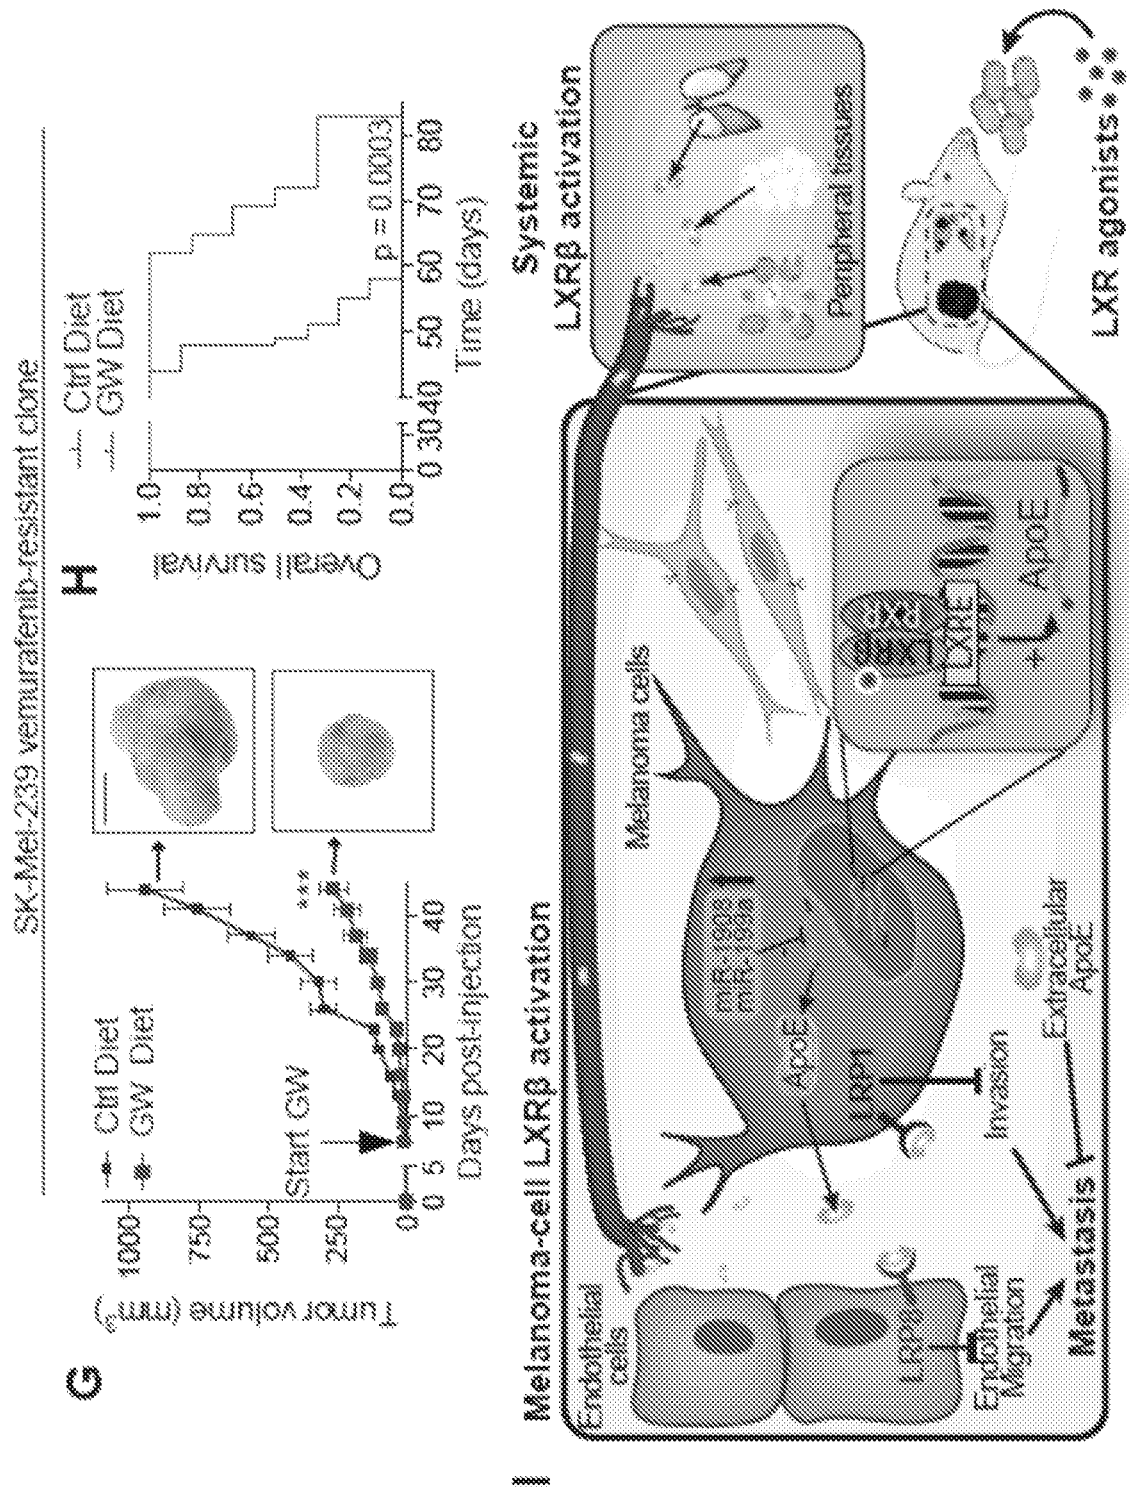 SK-Mel-239 vemurafenib-resistant clone
G
Tumor volume (mm³)
1000
750
500
250
0
0 5 10 20 30 40
Days post-injection
Ctrl Diet
GW Diet
Start GW
***
H
Overall survival
1.0
0.8
0.6
0.4
0.2
0.0
0 30 40 50 60 70 80
Time (days)
Ctrl Diet
GW Diet
p = 0.0003
I
Melanoma-cell LXRβ activation
Systemic
LXRβ activation
Endothelial
cells
Melanoma cells
miR-199a
miR-1908
ApoE
LRP1
Invasion
Extracellular
ApoE
Endothelial
Migration
Metastasis
LXRβ
RXR
LXRE
+
ApoE
Peripheral tissues
LXR agonists